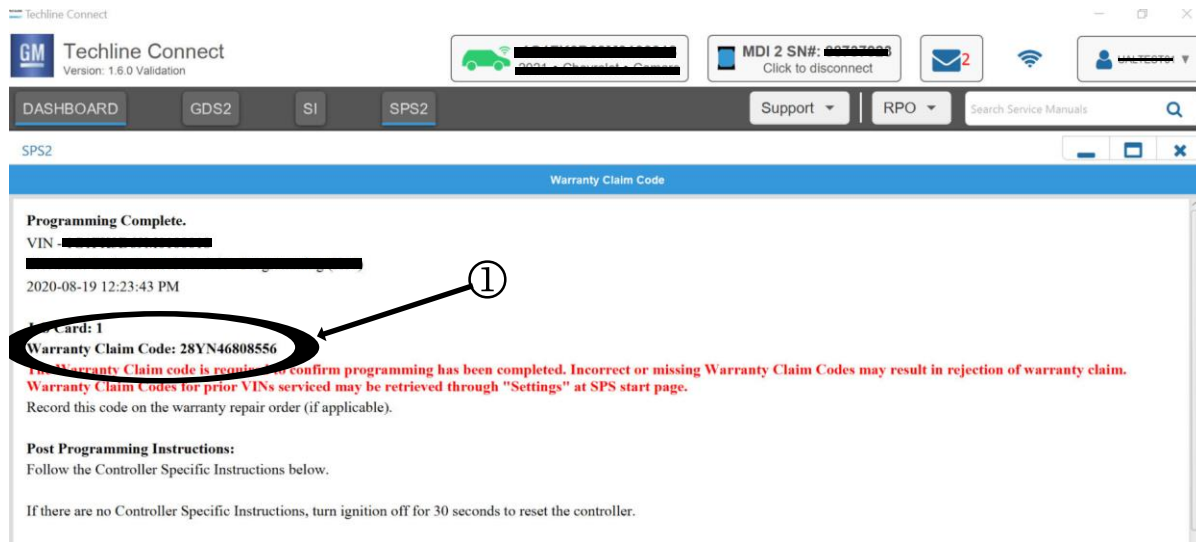 Techline Connect
GM
Techline Connect
Version: 1.6.0 Validation
MDI 2 SN#:
Click to disconnect
2
DASHBOARD GDS2 SI SPS2 Support RPO Search Service Manuals
SPS2
Warranty Claim Code
Programming Complete.
VIN -
2020-08-19 12:23:43 PM
①
Card: 1
Warranty Claim Code: 28YN46808556
The Warranty Claim code is required to confirm programming has been completed. Incorrect or missing Warranty Claim Codes may result in rejection of warranty claim.
Warranty Claim Codes for prior VINs serviced may be retrieved through "Settings" at SPS start page.
Record this code on the warranty repair order (if applicable).
Post Programming Instructions:
Follow the Controller Specific Instructions below.
If there are no Controller Specific Instructions, turn ignition off for 30 seconds to reset the controller.